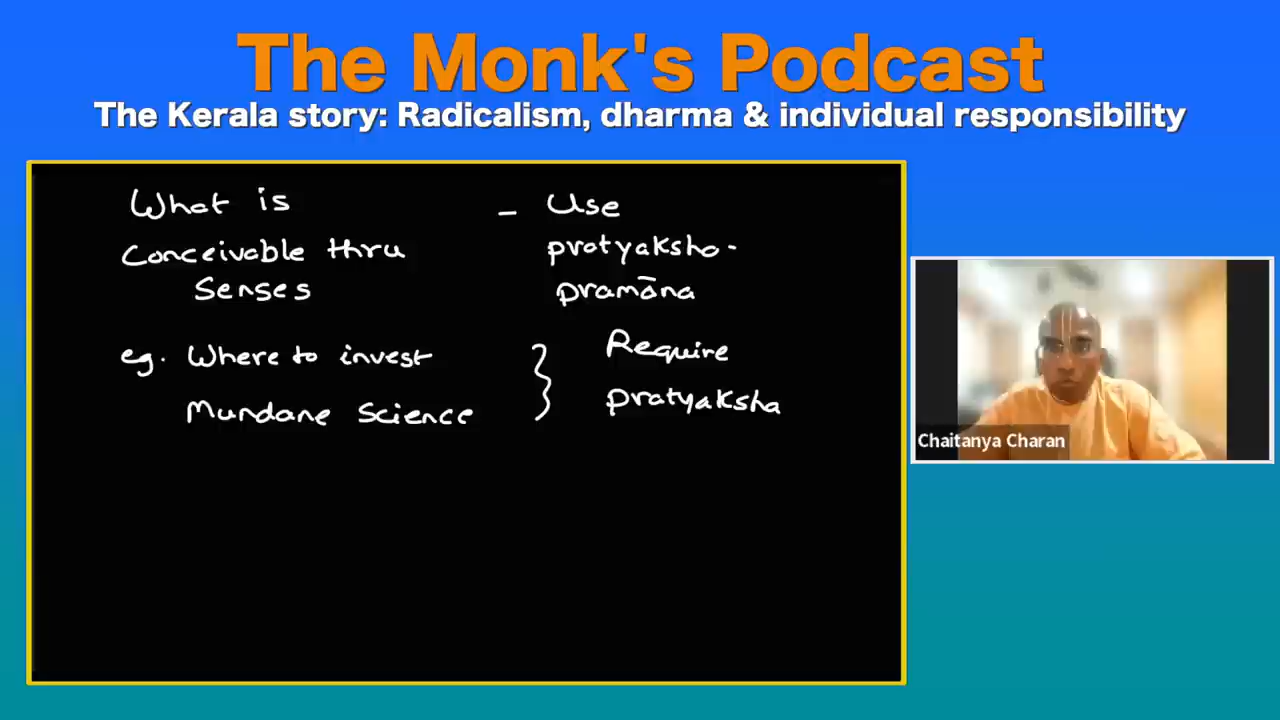 The Monk's Podcast
The Kerala story: Radicalism, dharma & individual responsibility
What is
Conceivable thru
Senses
- Use
pratyaksha-
pramāna
eg. Where to invest
Mundane Science
} Require
pratyaksha
Chaitanya Charan